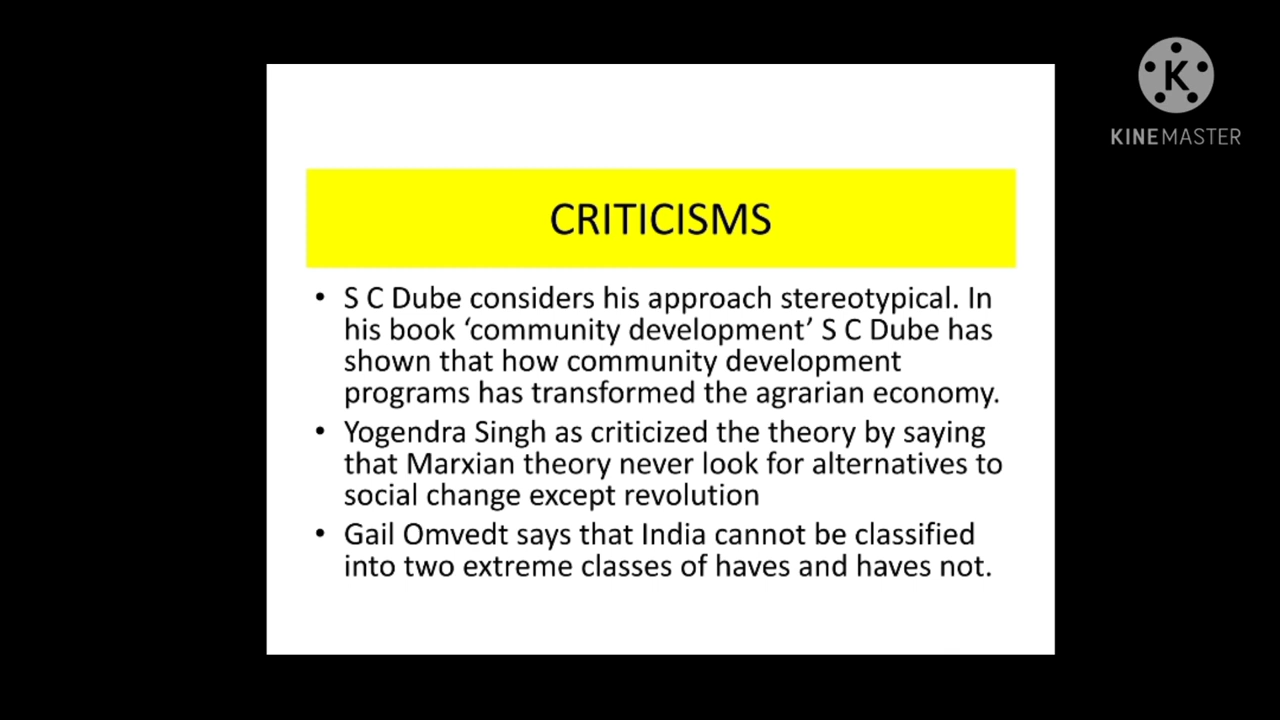 KINEMASTER
CRITICISMS
• S C Dube considers his approach stereotypical. In
his book ‘community development’ S C Dube has
shown that how community development
programs has transformed the agrarian economy.
• Yogendra Singh as criticized the theory by saying
that Marxian theory never look for alternatives to
social change except revolution
• Gail Omvedt says that India cannot be classified
into two extreme classes of haves and haves not.